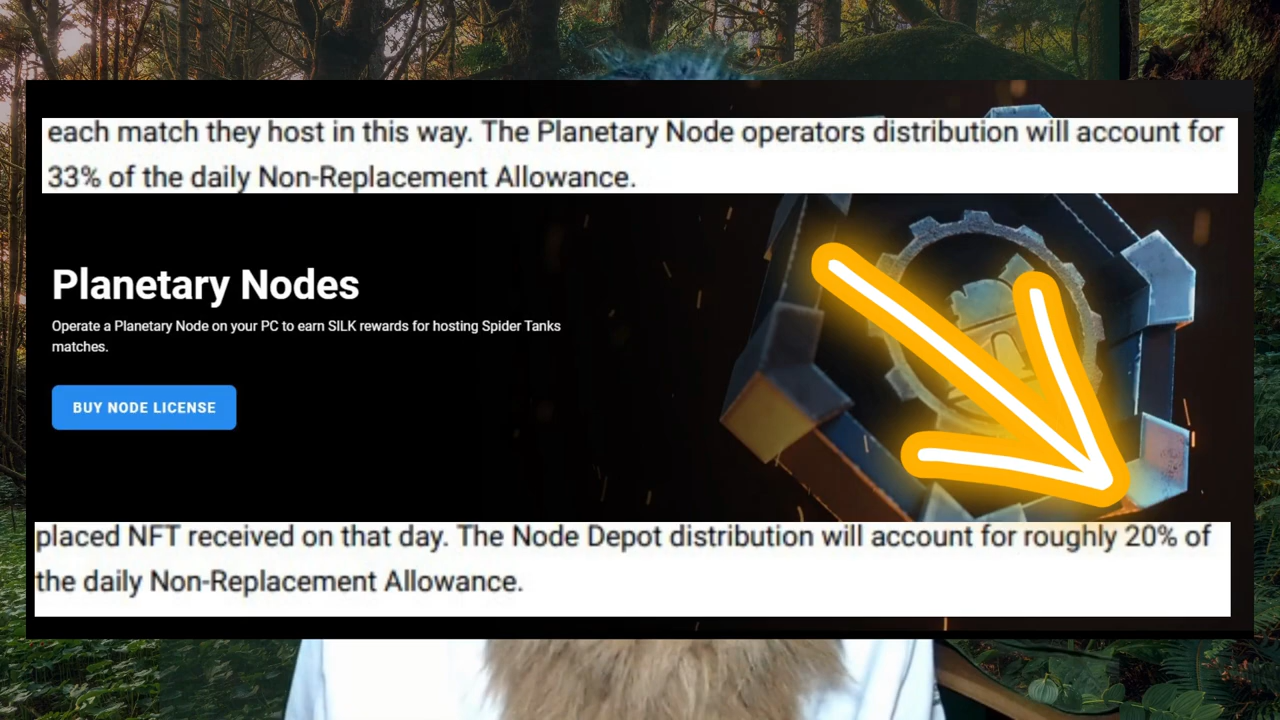 each match they host in this way. The Planetary Node operators distribution will account for
33% of the daily Non-Replacement Allowance.
Planetary Nodes
Operate a Planetary Node on your PC to earn SILK rewards for hosting Spider Tanks
matches.
BUY NODE LICENSE
placed NFT received on that day. The Node Depot distribution will account for roughly 20% of
the daily Non-Replacement Allowance.